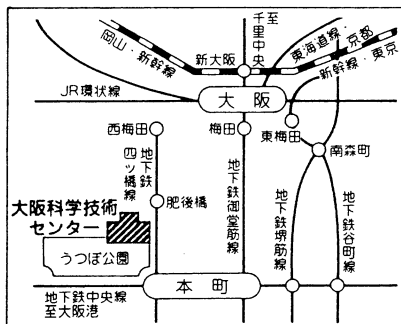 至千里中央
岡山・新幹線
新大阪
東海道線・京都
新幹線・東京
JR環状線
大阪
西梅田
梅田
東梅田
南森町
地下鉄四ツ橋線
肥後橋
地下鉄御堂筋線
地下鉄堺筋線
地下鉄谷町線
大阪科学技術
センター
うつぼ公園
本町
地下鉄中央線
至大阪港